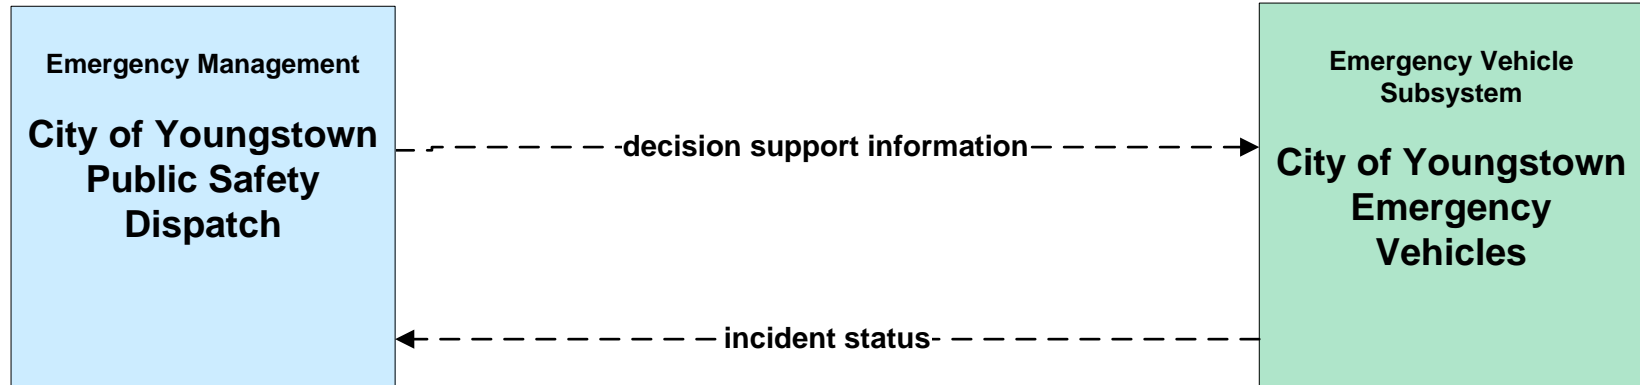 Emergency Management
City of Youngstown
Public Safety
Dispatch
decision support information
incident status
Emergency Vehicle
Subsystem
City of Youngstown
Emergency
Vehicles